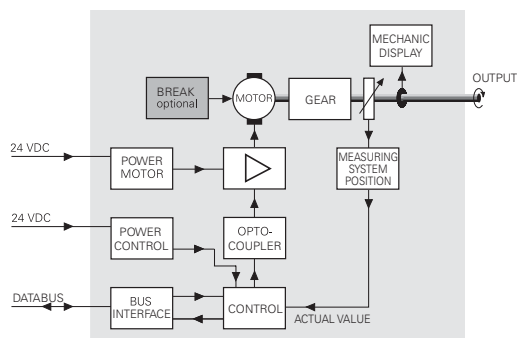 MECHANIC
DISPLAY
OUTPUT
BREAK
optional
MOTOR
GEAR
24 VDC
POWER
MOTOR
MEASURING
SYSTEM
POSITION
24 VDC
POWER
CONTROL
OPTO-
COUPLER
DATABUS
BUS
INTERFACE
CONTROL
ACTUAL VALUE